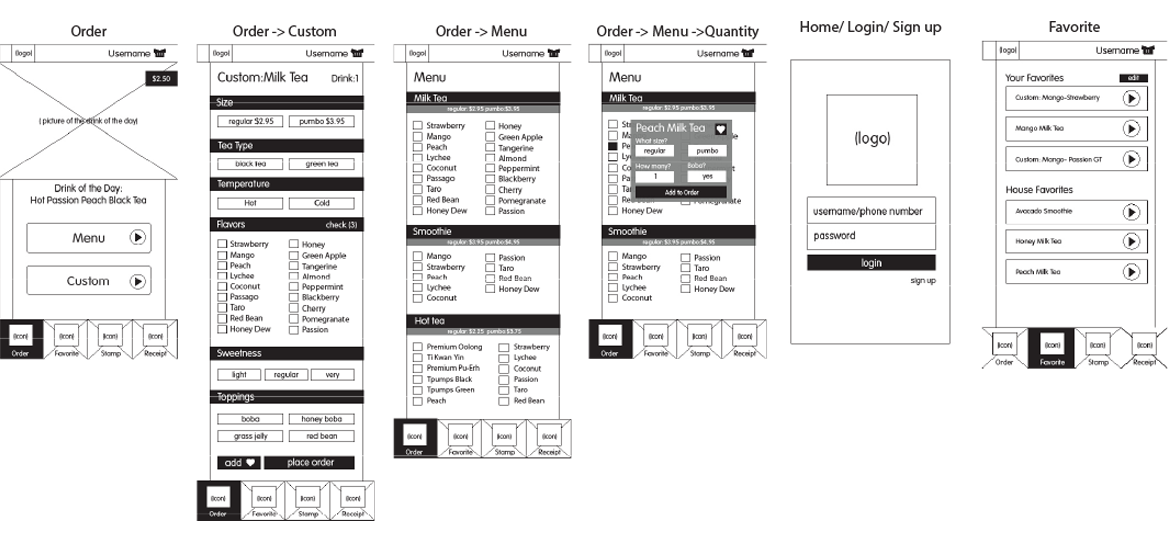 Order
(logo)
Username
$2.50
( picture of the drink of the day)
Drink of the Day:
Hot Passion Peach Black Tea
Menu
Custom
(icon) (icon) (icon) (icon)
Order Favorite Stamp Receipt
Order -> Custom
(logo)
Username
Custom:Milk Tea Drink:1
Size
regular $2.95 pumbo $3.95
Tea Type
black tea green tea
Temperature
Hot Cold
Flavors check (3)
Strawberry Honey
Mango Green Apple
Peach Tangerine
Lychee Almond
Coconut Peppermint
Passago Blackberry
Taro Cherry
Red Bean Pomegranate
Honey Dew Passion
Sweetness
light regular very
Toppings
boba honey boba
grass jelly red bean
add place order
(icon) (icon) (icon) (icon)
Order Favorite Stamp Receipt
Order -> Menu
(logo)
Username
Menu
Milk Tea
regular: $2.95 pumbo:$3.95
Strawberry Honey
Mango Green Apple
Peach Tangerine
Lychee Almond
Coconut Peppermint
Passago Blackberry
Taro Cherry
Red Bean Pomegranate
Honey Dew Passion
Smoothie
regular: $3.95 pumbo:$4.95
Mango Passion
Strawberry Taro
Peach Red Bean
Lychee Honey Dew
Coconut
Hot tea
regular: $2.25 pumbo:$3.75
Premium Oolong Strawberry
Ti Kwan Yin Lychee
Premium Pu-Erh Coconut
Tpumps Black Passion
Tpumps Green Taro
Peach Red Bean
(icon) (icon) (icon) (icon)
Order Favorite Stamp Receipt
Order -> Menu ->Quantity
(logo)
Username
Menu
Milk Tea
regular: $2.95 pumbo:$3.95
Honey
Peach Milk Tea
What size?
regular pumbo
How many? Boba?
1 yes
Add to Order
Red Bean Pomegranate
Honey Dew Passion
Smoothie
regular: $3.95 pumbo:$4.95
Mango Passion
Strawberry Taro
Peach Red Bean
Lychee Honey Dew
Coconut
(icon) (icon) (icon) (icon)
Order Favorite Stamp Receipt
Home/ Login/ Sign up
(logo)
username/phone number
password
login
sign up
Favorite
(logo)
Username
Your Favorites edit
Custom: Mango-Strawberry
Mango Milk Tea
Custom: Mango- Passion GT
House Favorites
Avocado Smoothie
Honey Milk Tea
Peach Milk Tea
(icon) (icon) (icon) (icon)
Order Favorite Stamp Receipt